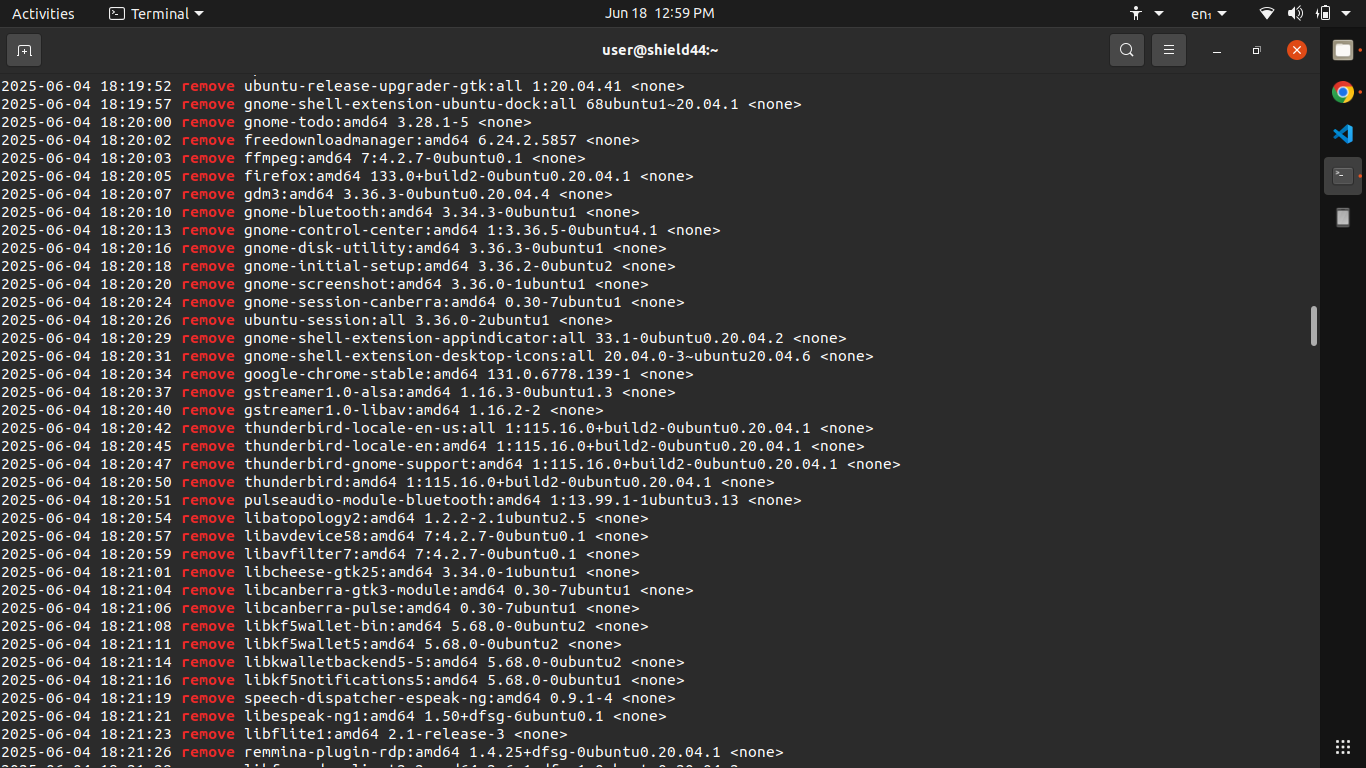 Activities Terminal Jun 18 12:59 PM en₁
user@shield44:~
2025-06-04 18:19:52 remove ubuntu-release-upgrader-gtk:all 1:20.04.41 <none>
2025-06-04 18:19:57 remove gnome-shell-extension-ubuntu-dock:all 68ubuntu1~20.04.1 <none>
2025-06-04 18:20:00 remove gnome-todo:amd64 3.28.1-5 <none>
2025-06-04 18:20:02 remove freedownloadmanager:amd64 6.24.2.5857 <none>
2025-06-04 18:20:03 remove ffmpeg:amd64 7:4.2.7-0ubuntu0.1 <none>
2025-06-04 18:20:05 remove firefox:amd64 133.0+build2-0ubuntu0.20.04.1 <none>
2025-06-04 18:20:07 remove gdm3:amd64 3.36.3-0ubuntu0.20.04.4 <none>
2025-06-04 18:20:10 remove gnome-bluetooth:amd64 3.34.3-0ubuntu1 <none>
2025-06-04 18:20:13 remove gnome-control-center:amd64 1:3.36.5-0ubuntu4.1 <none>
2025-06-04 18:20:16 remove gnome-disk-utility:amd64 3.36.3-0ubuntu1 <none>
2025-06-04 18:20:18 remove gnome-initial-setup:amd64 3.36.2-0ubuntu2 <none>
2025-06-04 18:20:20 remove gnome-screenshot:amd64 3.36.0-1ubuntu1 <none>
2025-06-04 18:20:24 remove gnome-session-canberra:amd64 0.30-7ubuntu1 <none>
2025-06-04 18:20:26 remove ubuntu-session:all 3.36.0-2ubuntu1 <none>
2025-06-04 18:20:29 remove gnome-shell-extension-appindicator:all 33.1-0ubuntu0.20.04.2 <none>
2025-06-04 18:20:31 remove gnome-shell-extension-desktop-icons:all 20.04.0-3~ubuntu20.04.6 <none>
2025-06-04 18:20:34 remove google-chrome-stable:amd64 131.0.6778.139-1 <none>
2025-06-04 18:20:37 remove gstreamer1.0-alsa:amd64 1.16.3-0ubuntu1.3 <none>
2025-06-04 18:20:40 remove gstreamer1.0-libav:amd64 1.16.2-2 <none>
2025-06-04 18:20:42 remove thunderbird-locale-en-us:all 1:115.16.0+build2-0ubuntu0.20.04.1 <none>
2025-06-04 18:20:45 remove thunderbird-locale-en:amd64 1:115.16.0+build2-0ubuntu0.20.04.1 <none>
2025-06-04 18:20:47 remove thunderbird-gnome-support:amd64 1:115.16.0+build2-0ubuntu0.20.04.1 <none>
2025-06-04 18:20:50 remove thunderbird:amd64 1:115.16.0+build2-0ubuntu0.20.04.1 <none>
2025-06-04 18:20:51 remove pulseaudio-module-bluetooth:amd64 1:13.99.1-1ubuntu3.13 <none>
2025-06-04 18:20:54 remove libatopology2:amd64 1.2.2-2.1ubuntu2.5 <none>
2025-06-04 18:20:57 remove libavdevice58:amd64 7:4.2.7-0ubuntu0.1 <none>
2025-06-04 18:20:59 remove libavfilter7:amd64 7:4.2.7-0ubuntu0.1 <none>
2025-06-04 18:21:01 remove libcheese-gtk25:amd64 3.34.0-1ubuntu1 <none>
2025-06-04 18:21:04 remove libcanberra-gtk3-module:amd64 0.30-7ubuntu1 <none>
2025-06-04 18:21:06 remove libcanberra-pulse:amd64 0.30-7ubuntu1 <none>
2025-06-04 18:21:08 remove libkf5wallet-bin:amd64 5.68.0-0ubuntu2 <none>
2025-06-04 18:21:11 remove libkf5wallet5:amd64 5.68.0-0ubuntu2 <none>
2025-06-04 18:21:14 remove libkwalletbackend5-5:amd64 5.68.0-0ubuntu2 <none>
2025-06-04 18:21:16 remove libkf5notifications5:amd64 5.68.0-0ubuntu1 <none>
2025-06-04 18:21:19 remove speech-dispatcher-espeak-ng:amd64 0.9.1-4 <none>
2025-06-04 18:21:21 remove libespeak-ng1:amd64 1.50+dfsg-6ubuntu0.1 <none>
2025-06-04 18:21:23 remove libflite1:amd64 2.1-release-3 <none>
2025-06-04 18:21:26 remove remmina-plugin-rdp:amd64 1.4.25+dfsg-0ubuntu0.20.04.1 <none>